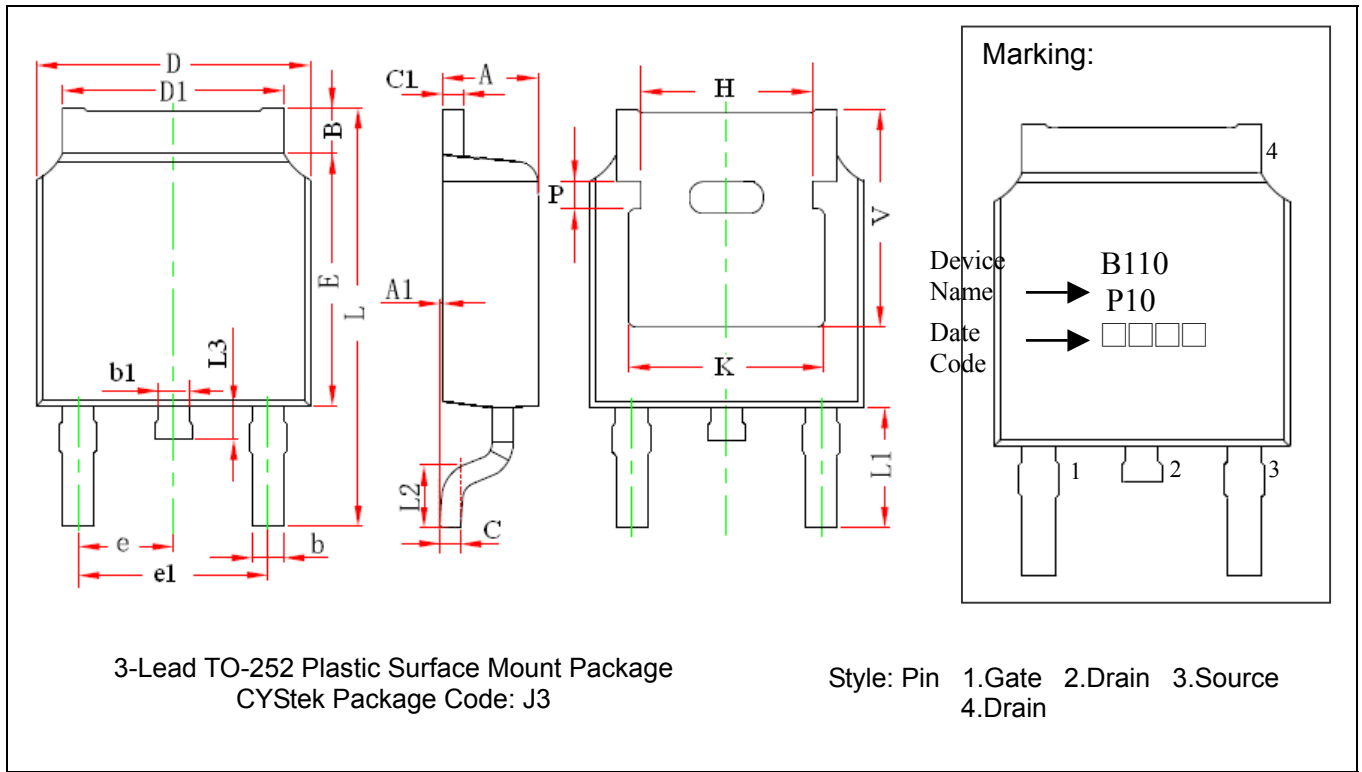 D
D1
B
E
L
L3
b1
e
e1
b
C1
A
A1
L2
C
H
P
V
K
L1
Marking:
4
Device
Name
B110
P10
Date
Code
□□□□
1
2
3
3-Lead TO-252 Plastic Surface Mount Package
CYStek Package Code: J3
Style: Pin 1.Gate 2.Drain 3.Source
4.Drain